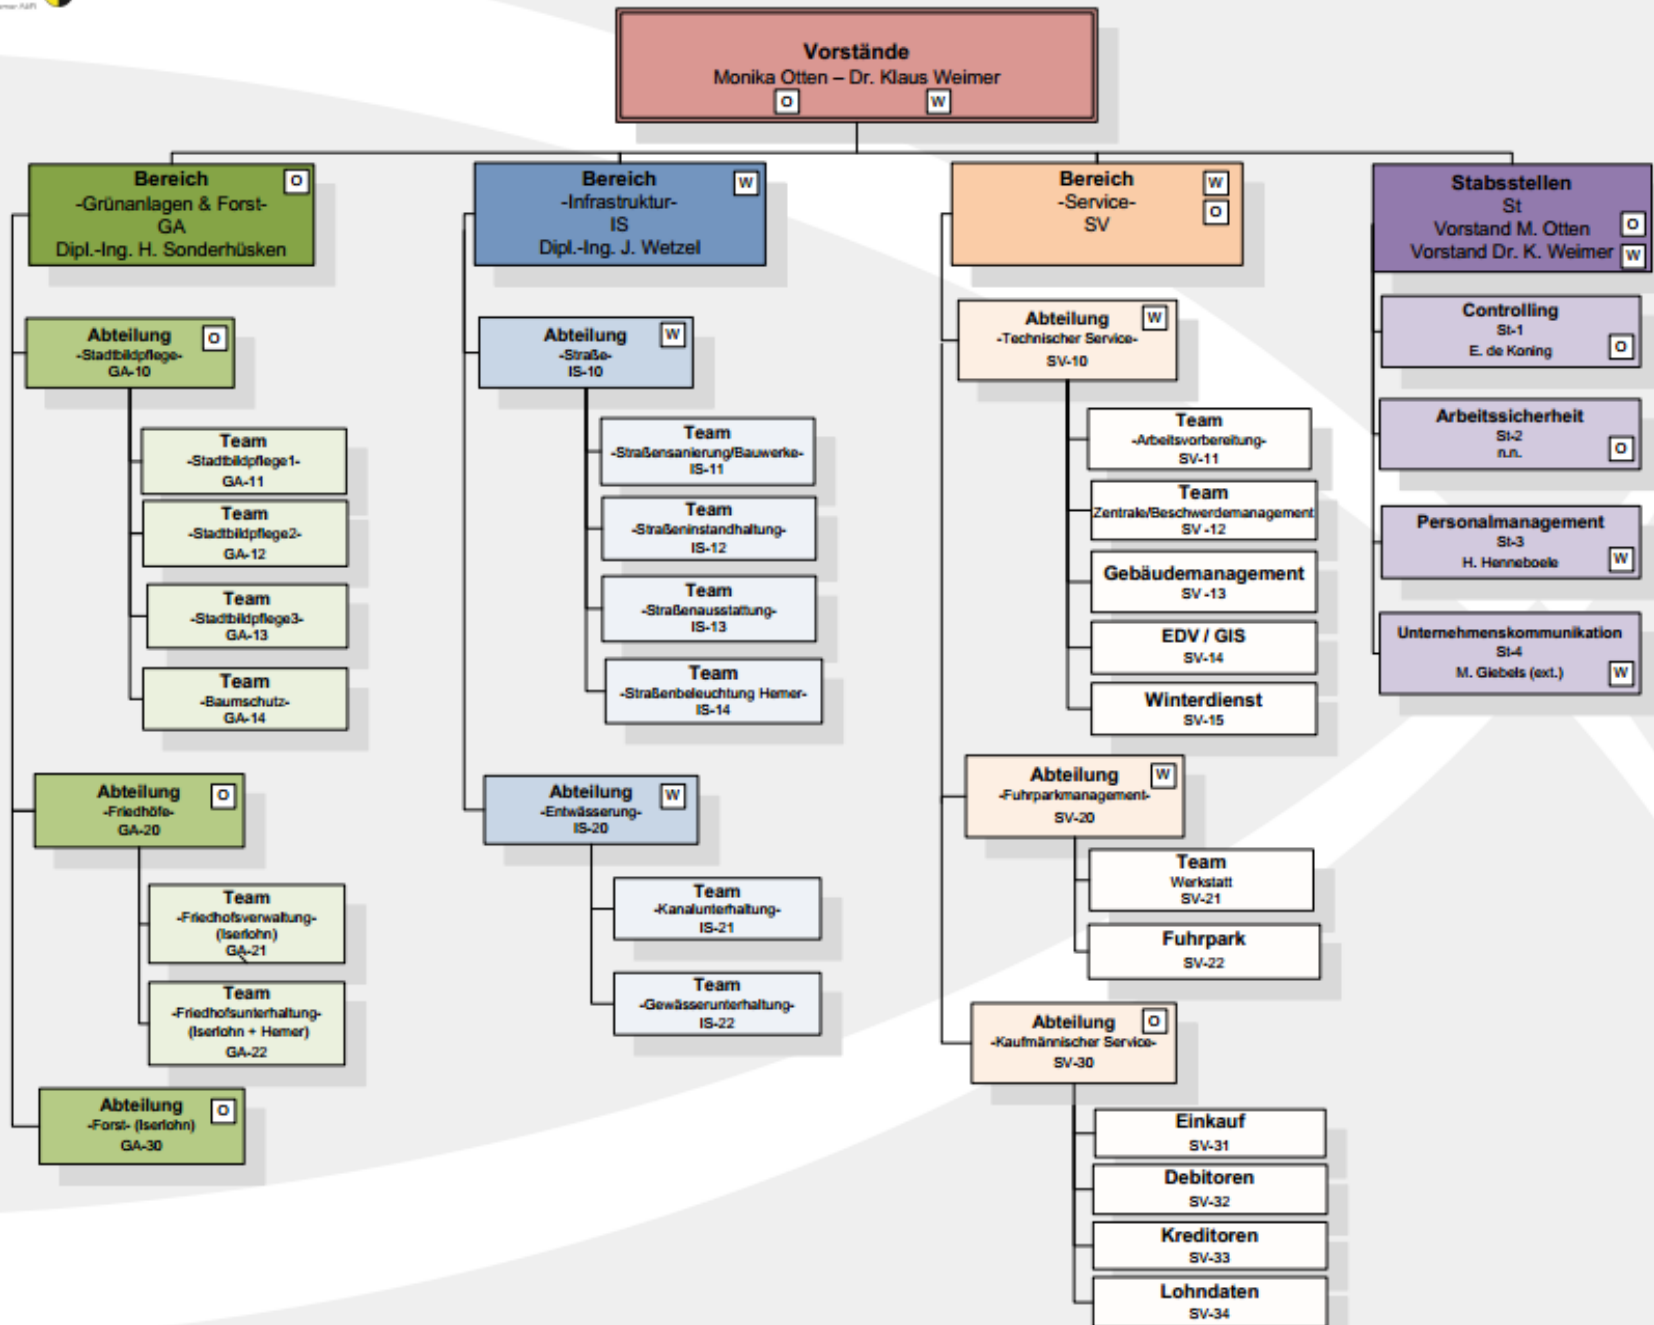 Vorstände
Monika Otten – Dr. Klaus Weimer
O W
Bereich O
-Grünanlagen & Forst-
GA
Dipl.-Ing. H. Sonderhüsken
Abteilung O
-Stadtbildpflege-
GA-10
Team
-Stadtbildpflege1-
GA-11
Team
-Stadtbildpflege2-
GA-12
Team
-Stadtbildpflege3-
GA-13
Team
-Baumschutz-
GA-14
Abteilung O
-Friedhöfe-
GA-20
Team
-Friedhofsverwaltung-
(Iserlohn)
GA-21
Team
-Friedhofsunterhaltung-
(Iserlohn + Hemer)
GA-22
Abteilung O
-Forst- (Iserlohn)
GA-30
Bereich W
-Infrastruktur-
IS
Dipl.-Ing. J. Wetzel
Abteilung W
-Straße-
IS-10
Team
-Straßensanierung/Bauwerke-
IS-11
Team
-Straßeninstandhaltung-
IS-12
Team
-Straßenausstattung-
IS-13
Team
-Straßenbeleuchtung Hemer-
IS-14
Abteilung W
-Entwässerung-
IS-20
Team
-Kanalunterhaltung-
IS-21
Team
-Gewässerunterhaltung-
IS-22
Bereich W
-Service- O
SV
Abteilung W
-Technischer Service-
SV-10
Team
-Arbeitsvorbereitung-
SV-11
Team
Zentrale/Beschwerdemanagement
SV -12
Gebäudemanagement
SV -13
EDV / GIS
SV-14
Winterdienst
SV-15
Abteilung W
-Fuhrparkmanagement-
SV-20
Team
Werkstatt
SV-21
Fuhrpark
SV-22
Abteilung O
-Kaufmännischer Service-
SV-30
Einkauf
SV-31
Debitoren
SV-32
Kreditoren
SV-33
Lohndaten
SV-34
Stabsstellen
St
Vorstand M. Otten O
Vorstand Dr. K. Weimer W
Controlling
St-1
E. de Koning O
Arbeitssicherheit
St-2
n.n. O
Personalmanagement
St-3
H. Henneboele W
Unternehmenskommunikation
St-4
M. Giebels (ext.) W